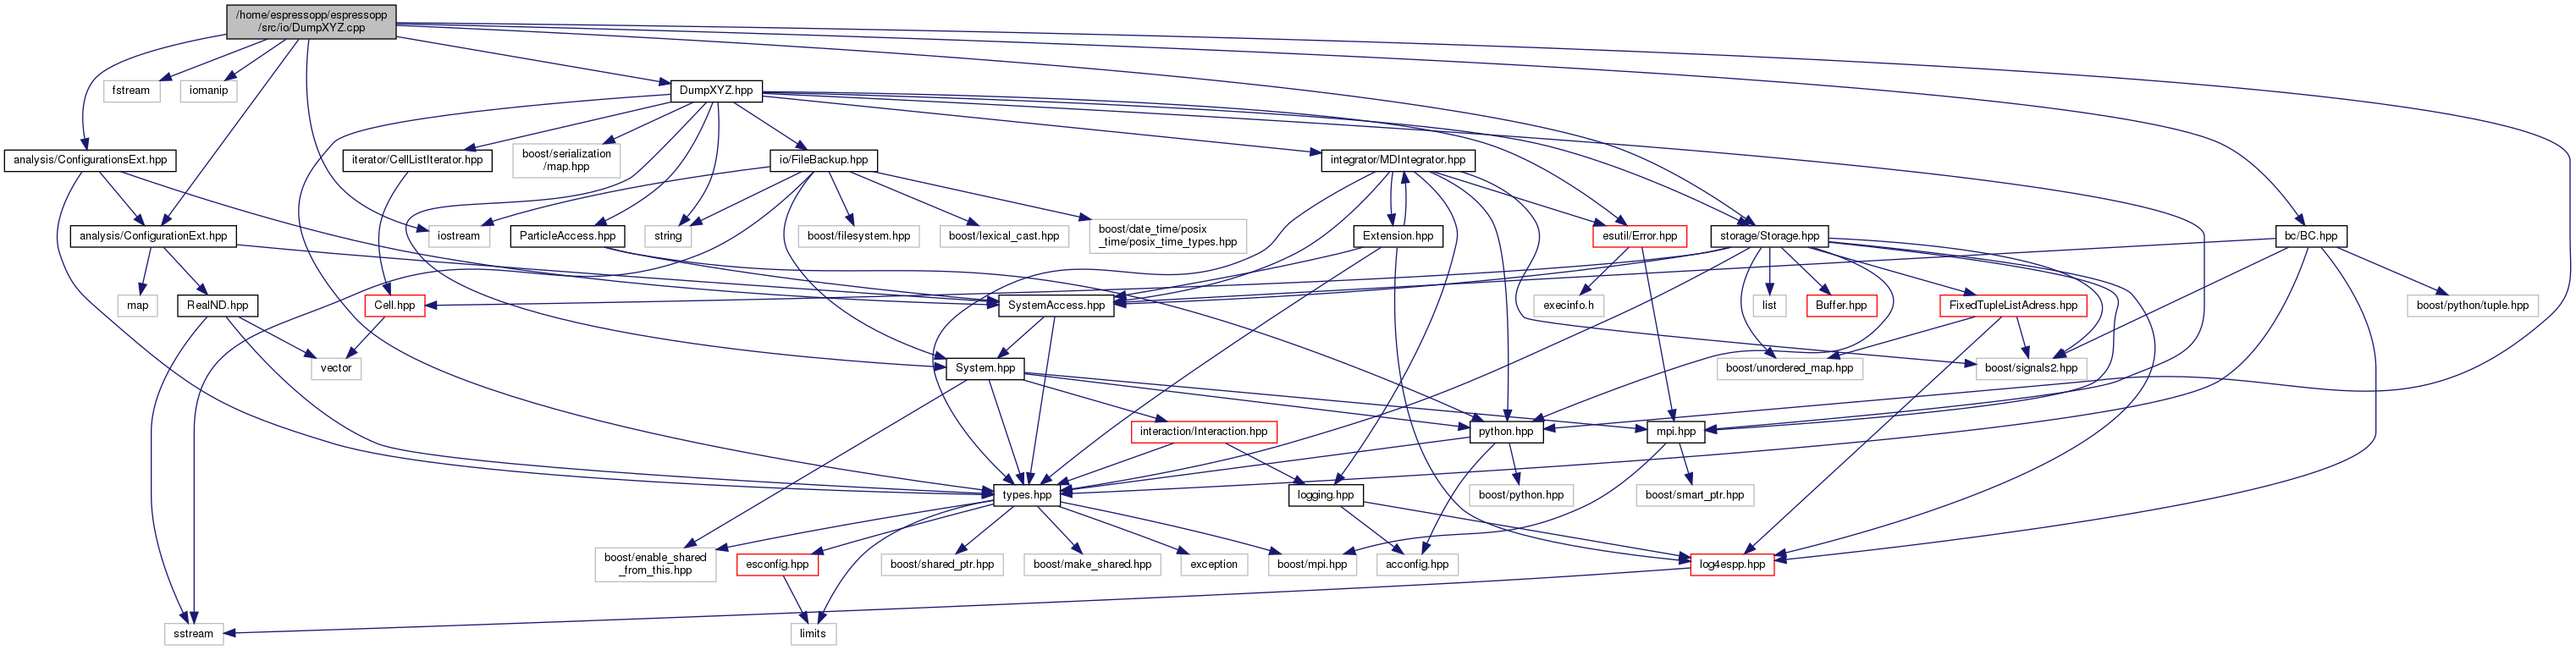 /home/espressopp/espressopp
/src/io/DumpXYZ.cpp
fstream
iomanip
DumpXYZ.hpp
analysis/ConfigurationsExt.hpp
iterator/CellListIterator.hpp
boost/serialization
/map.hpp
io/FileBackup.hpp
integrator/MDIntegrator.hpp
analysis/ConfigurationExt.hpp
iostream
ParticleAccess.hpp
string
boost/filesystem.hpp
boost/lexical_cast.hpp
boost/date_time/posix
_time/posix_time_types.hpp
Extension.hpp
esutil/Error.hpp
storage/Storage.hpp
bc/BC.hpp
map
RealND.hpp
Cell.hpp
SystemAccess.hpp
execinfo.h
list
Buffer.hpp
FixedTupleListAdress.hpp
boost/python/tuple.hpp
vector
System.hpp
boost/unordered_map.hpp
boost/signals2.hpp
interaction/Interaction.hpp
python.hpp
mpi.hpp
types.hpp
logging.hpp
boost/python.hpp
boost/smart_ptr.hpp
boost/enable_shared
_from_this.hpp
esconfig.hpp
boost/shared_ptr.hpp
boost/make_shared.hpp
exception
boost/mpi.hpp
acconfig.hpp
log4espp.hpp
sstream
limits